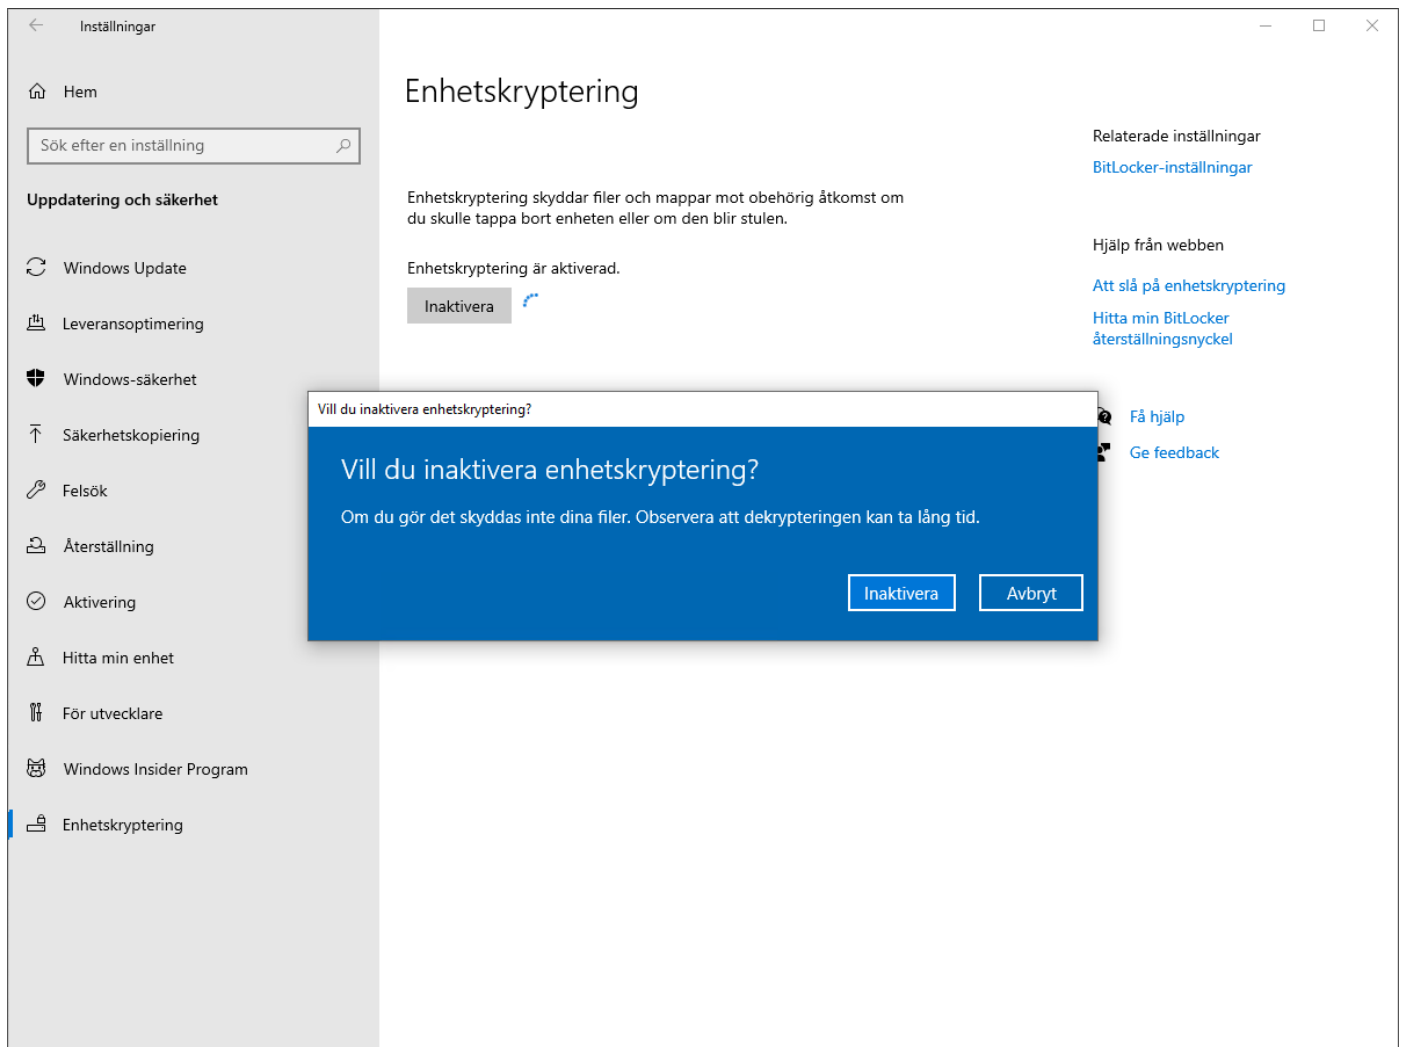 Inställningar
Hem
Sök efter en inställning
Uppdatering och säkerhet
Windows Update
Leveransoptimering
Windows-säkerhet
Säkerhetskopiering
Felsök
Återställning
Aktivering
Hitta min enhet
För utvecklare
Windows Insider Program
Enhetskryptering
Enhetskryptering
Enhetskryptering skyddar filer och mappar mot obehörig åtkomst om
du skulle tappa bort enheten eller om den blir stulen.
Enhetskryptering är aktiverad.
Inaktivera
Relaterade inställningar
BitLocker-inställningar
Hjälp från webben
Att slå på enhetskryptering
Hitta min BitLocker
återställningsnyckel
Få hjälp
Ge feedback
Vill du inaktivera enhetskryptering?
Vill du inaktivera enhetskryptering?
Om du gör det skyddas inte dina filer. Observera att dekrypteringen kan ta lång tid.
Inaktivera
Avbryt